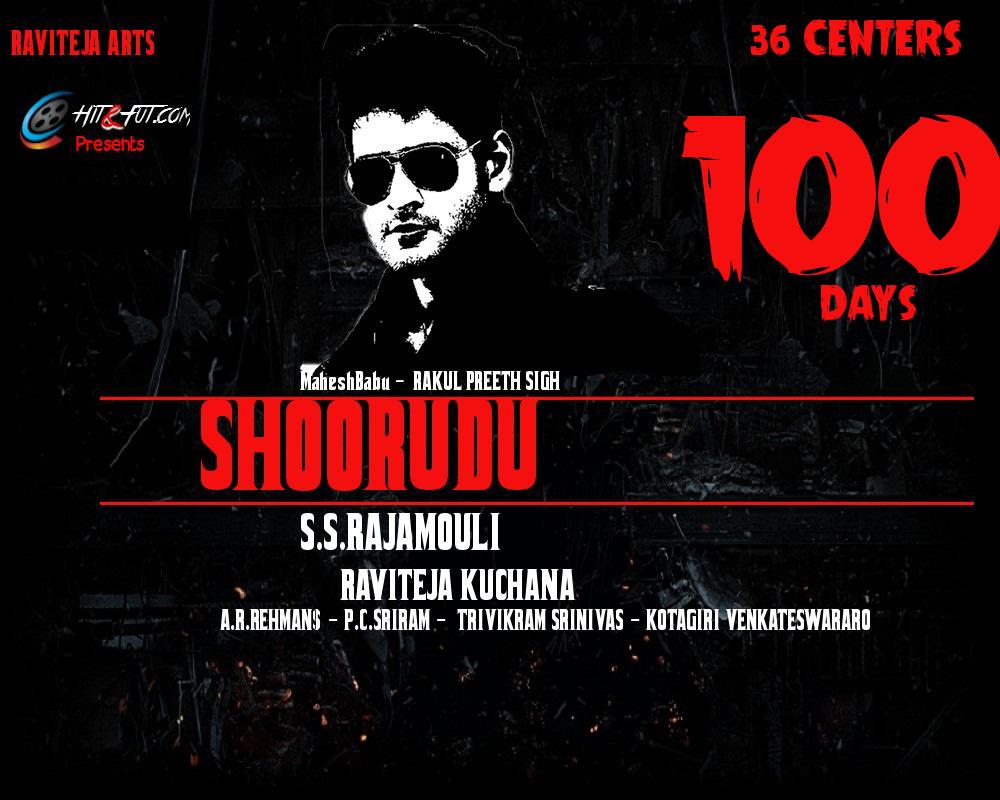 RAVITEJA ARTS
36 CENTERS
HIT&FUT.COM
Presents
100
DAYS
MaheshBabu - RAKUL PREETH SIGH
SHOORUDU
S.S.RAJAMOULI
RAVITEJA KUCHANA
A.R.REHMAN$ - P.C.SRIRAM - TRIVIKRAM SRINIVAS - KOTAGIRI VENKATESWARARO